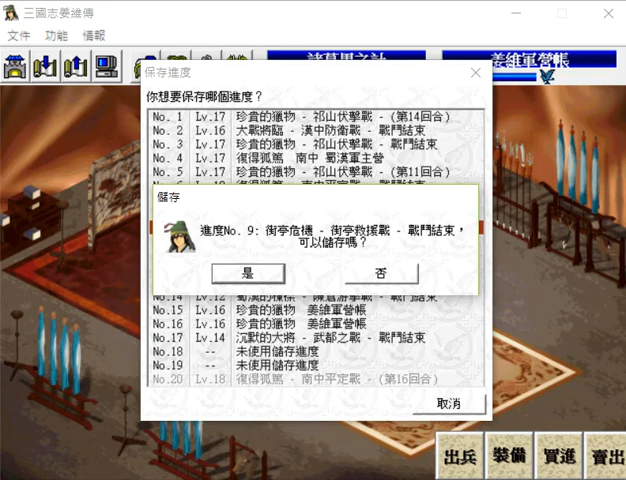 三國志姜維傳
文件 功能 情報
姜維軍營帳
保存進度
你想要保存哪個進度？
No. 1 Lv.17 珍貴的獵物 - 祁山伏擊戰 - (第14回合)
No. 2 Lv.16 大戰將臨 - 漢中防衛戰 - 戰鬥結束
No. 3 Lv.17 珍貴的獵物 - 祁山伏擊戰 - 戰鬥結束
No. 4 Lv.17 復得孤篤 南中 蜀漢軍主營
No. 5 Lv.17 珍貴的獵物 - 祁山伏擊戰 - (第11回合)
儲存
進度No. 9: 街亭危機 - 街亭救援戰 - 戰鬥結束，
可以儲存嗎？
是 否
No.15 Lv.16 珍貴的獵物 姜維軍營帳
No.16 Lv.16 珍貴的獵物 姜維軍營帳
No.17 Lv.14 沉默的大將 - 武都之戰 - 戰鬥結束
No.18 -- 未使用儲存進度
No.19 -- 未使用儲存進度
No.20 Lv.18 復得孤篤 - 南中平定戰 - (第16回合)
取消
出兵 裝備 買進 賣出